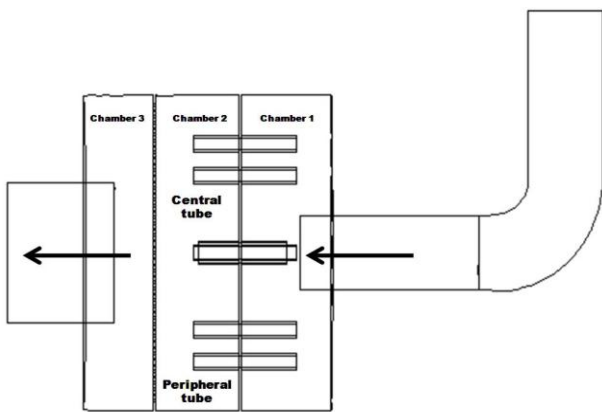 Chamber 3
Chamber 2
Chamber 1
Central
tube
Peripheral
tube